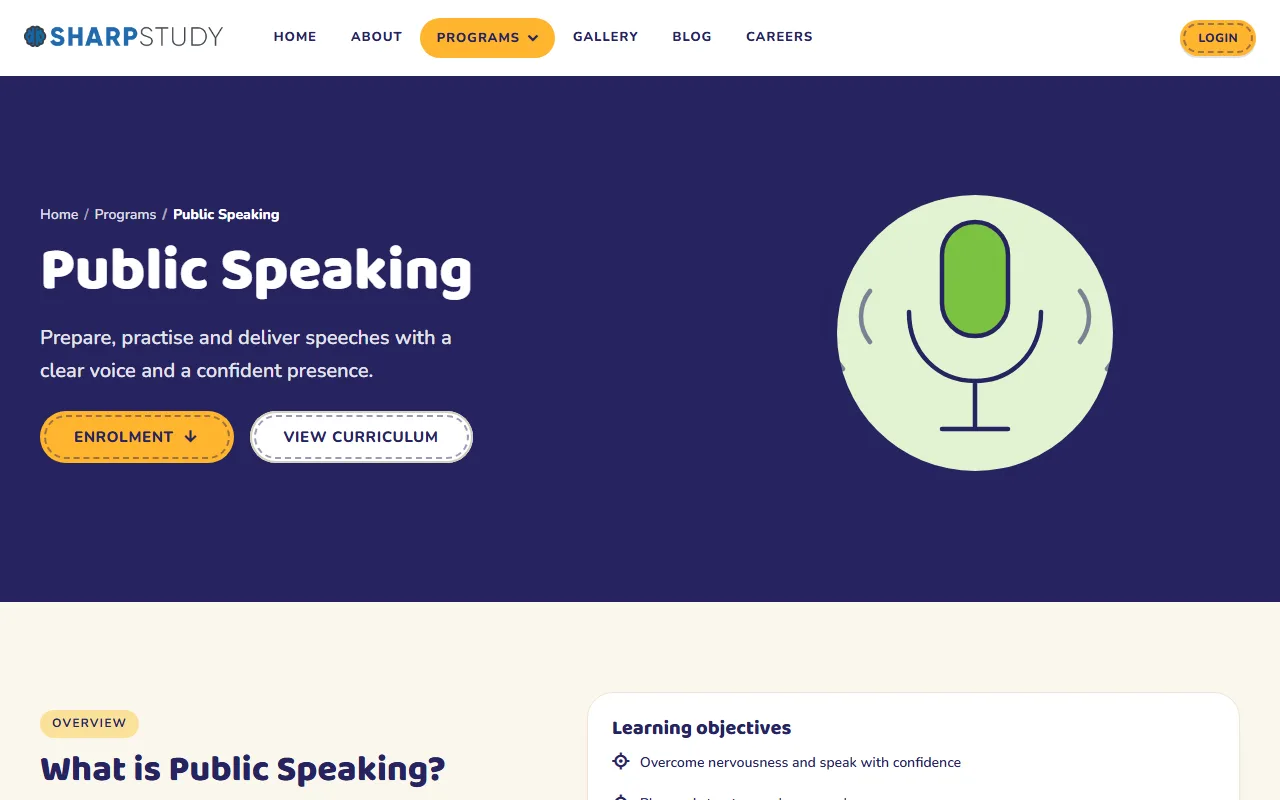 SHARPSTUDY
HOME
ABOUT
PROGRAMS
GALLERY
BLOG
CAREERS
LOGIN
Home / Programs / Public Speaking
Public Speaking
Prepare, practise and deliver speeches with a
clear voice and a confident presence.
ENROLMENT
VIEW CURRICULUM
OVERVIEW
What is Public Speaking?
Learning objectives
Overcome nervousness and speak with confidence